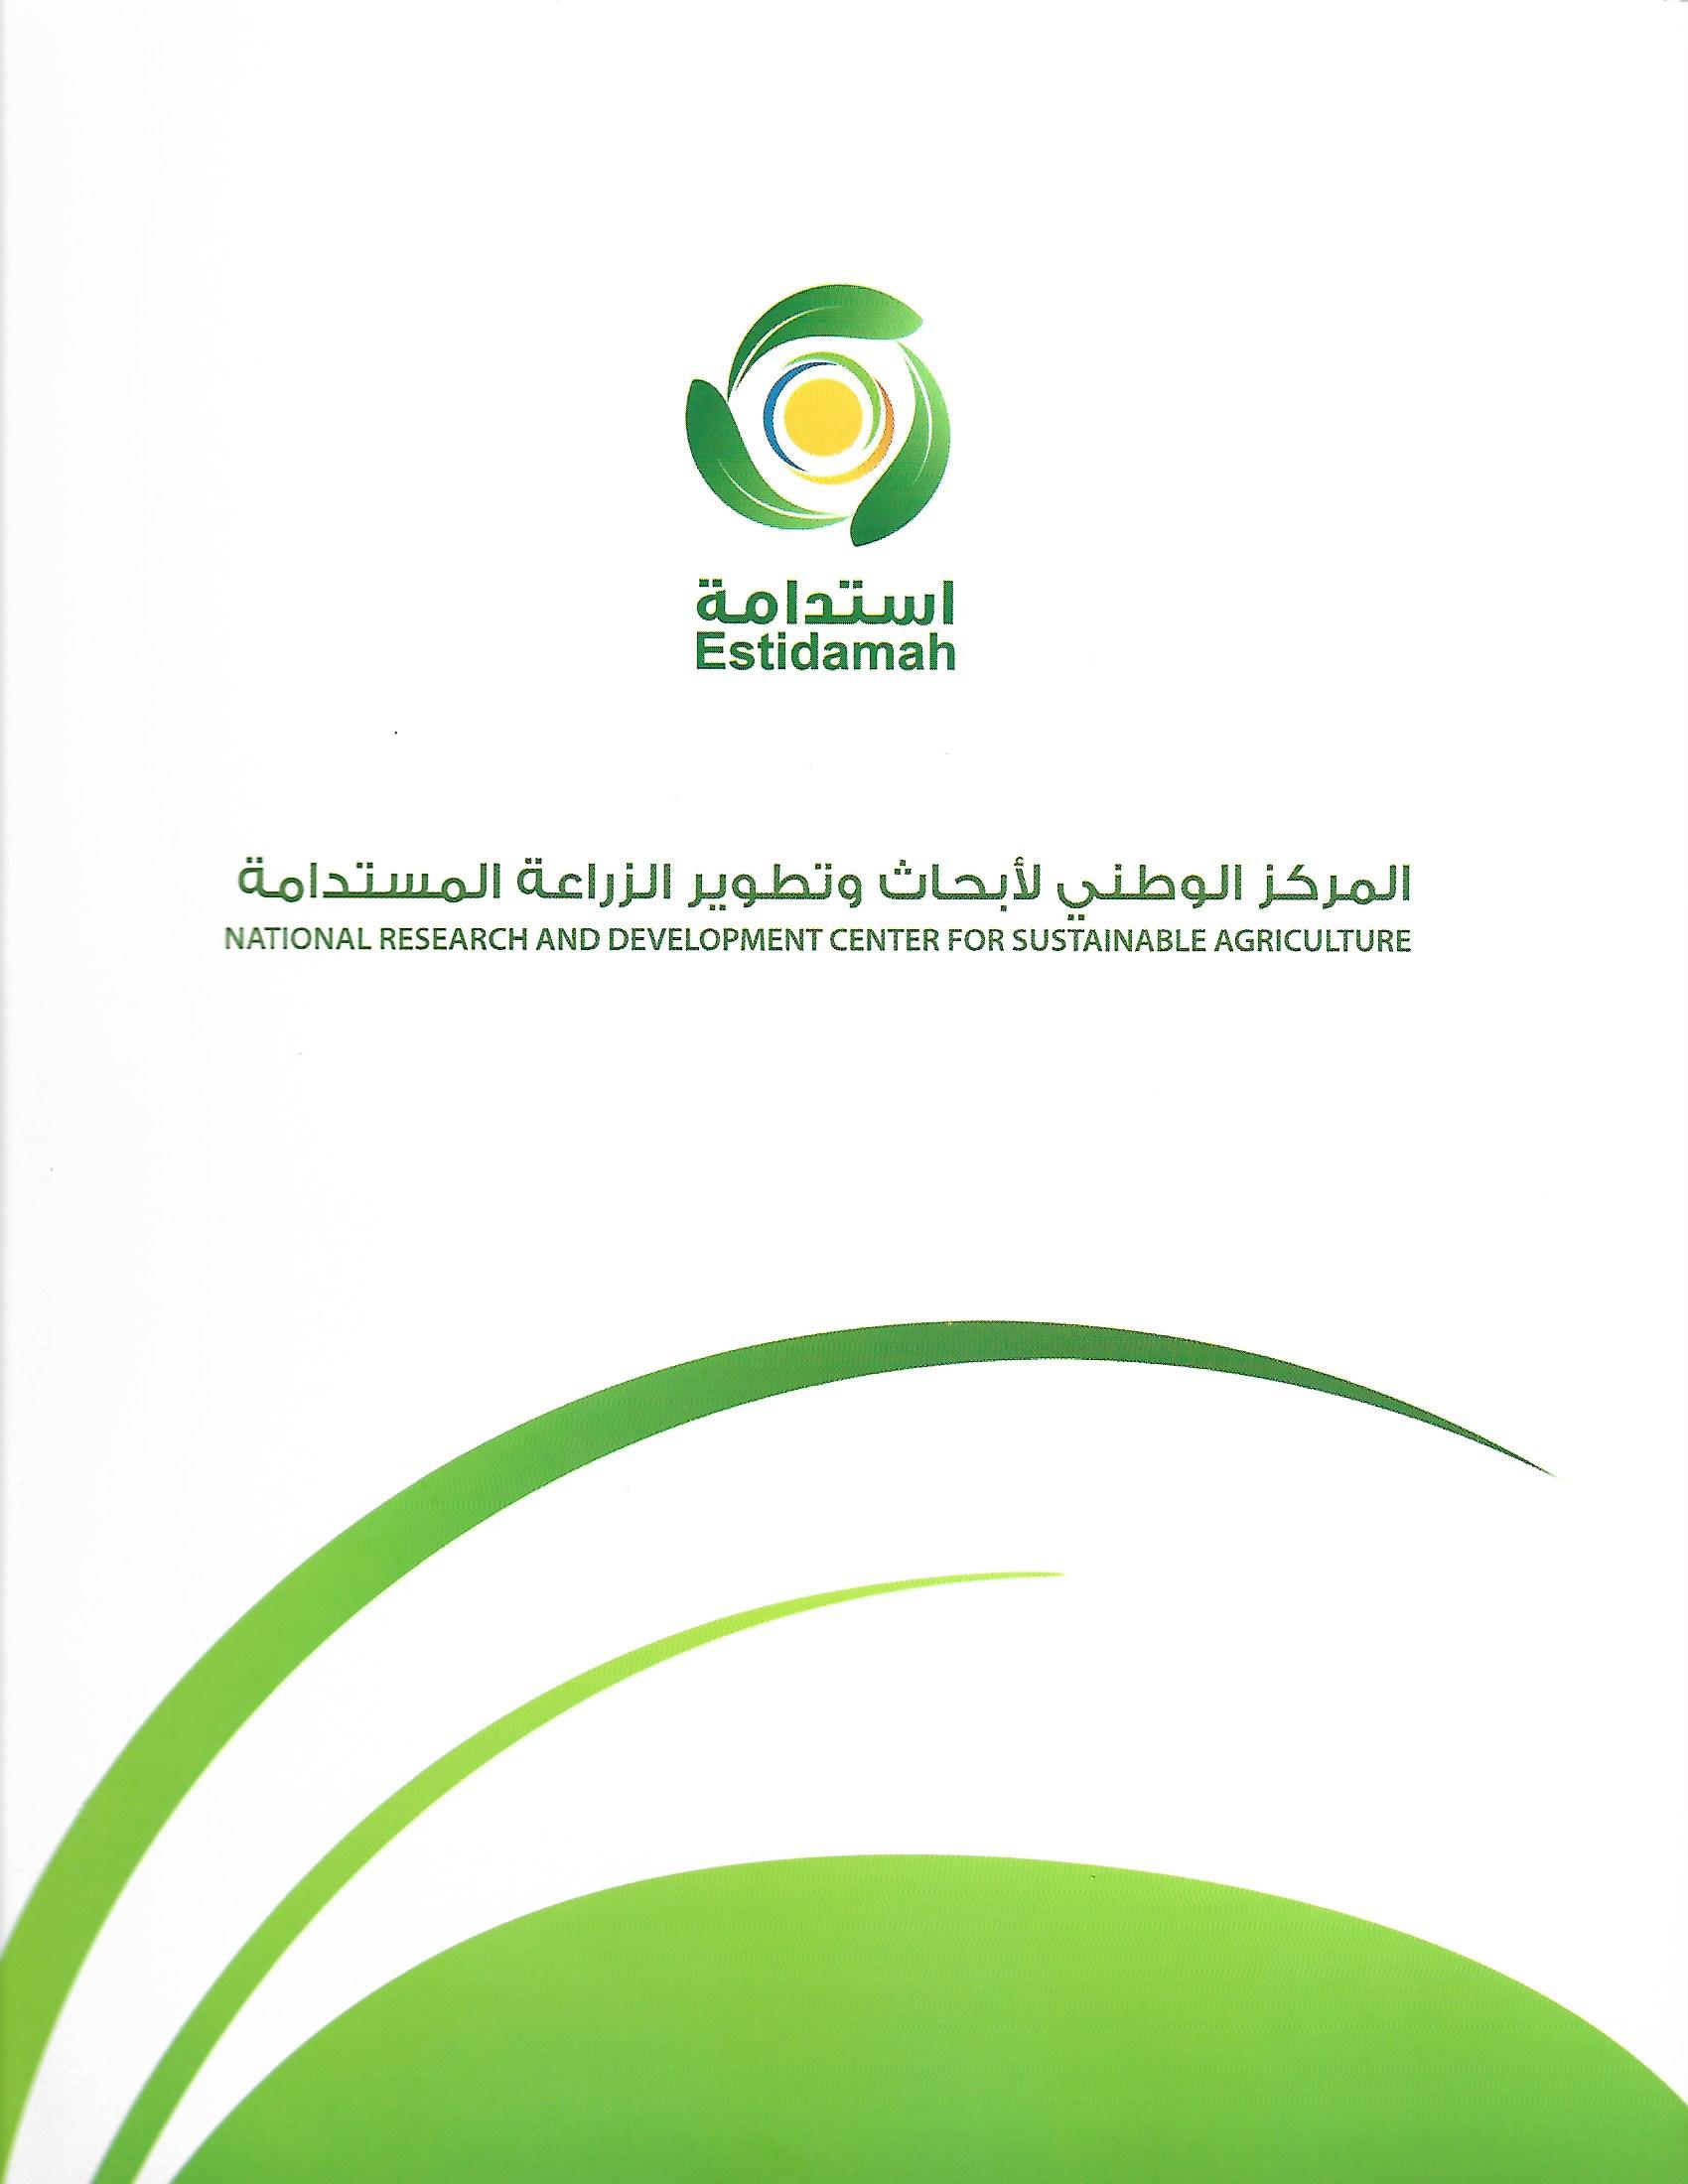 استدامة
Estidamah
المركز الوطني لأبحاث وتطوير الزراعة المستدامة
NATIONAL RESEARCH AND DEVELOPMENT CENTER FOR SUSTAINABLE AGRICULTURE